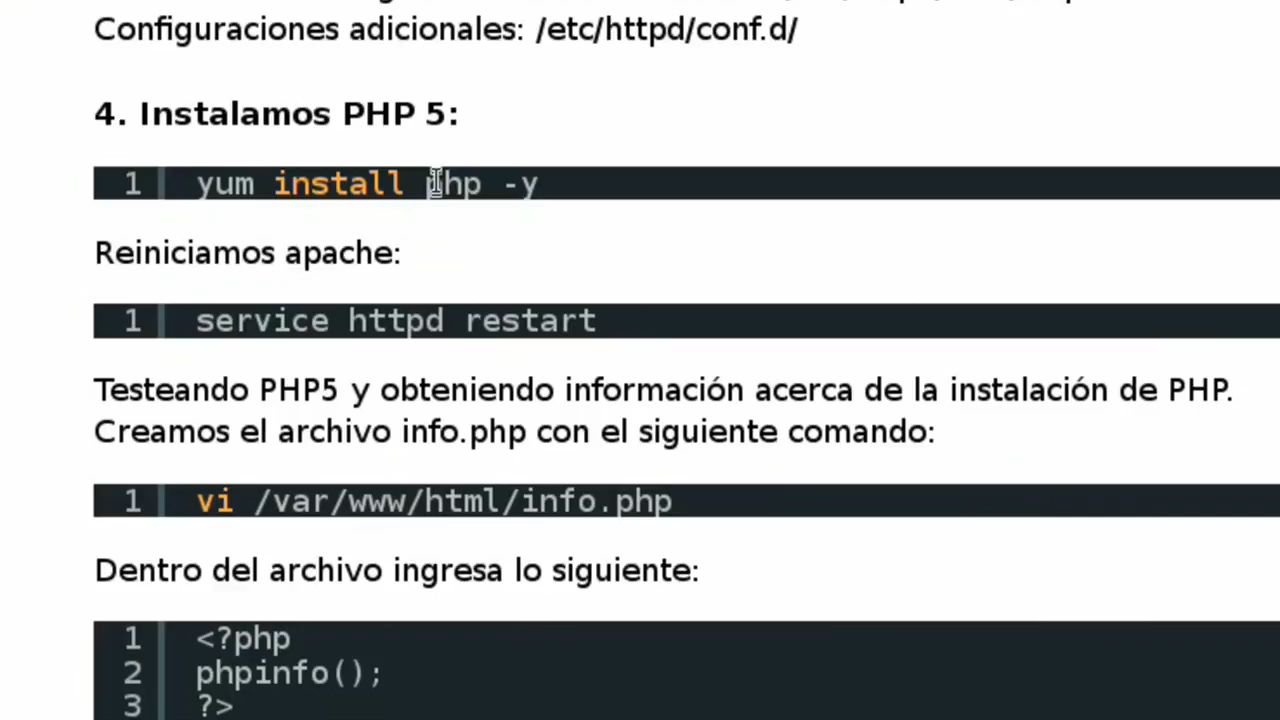 Configuraciones adicionales: /etc/httpd/conf.d/
4. Instalamos PHP 5:
1 yum install php -y
Reiniciamos apache:
1 service httpd restart
Testeando PHP5 y obteniendo información acerca de la instalación de PHP.
Creamos el archivo info.php con el siguiente comando:
1 vi /var/www/html/info.php
Dentro del archivo ingresa lo siguiente:
1 <?php
2 phpinfo();
3 ?>